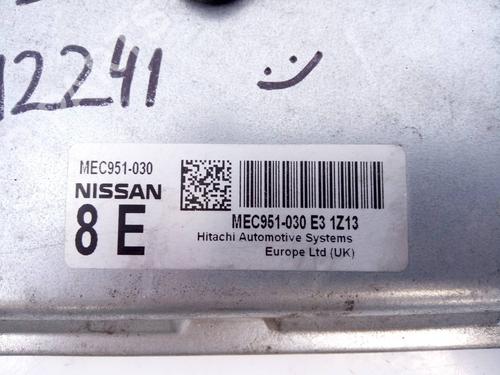 12241
MEC951-030
NISSAN
8 E
MEC951-030 E3 1Z13
Hitachi Automotive Systems
Europe Ltd (UK)